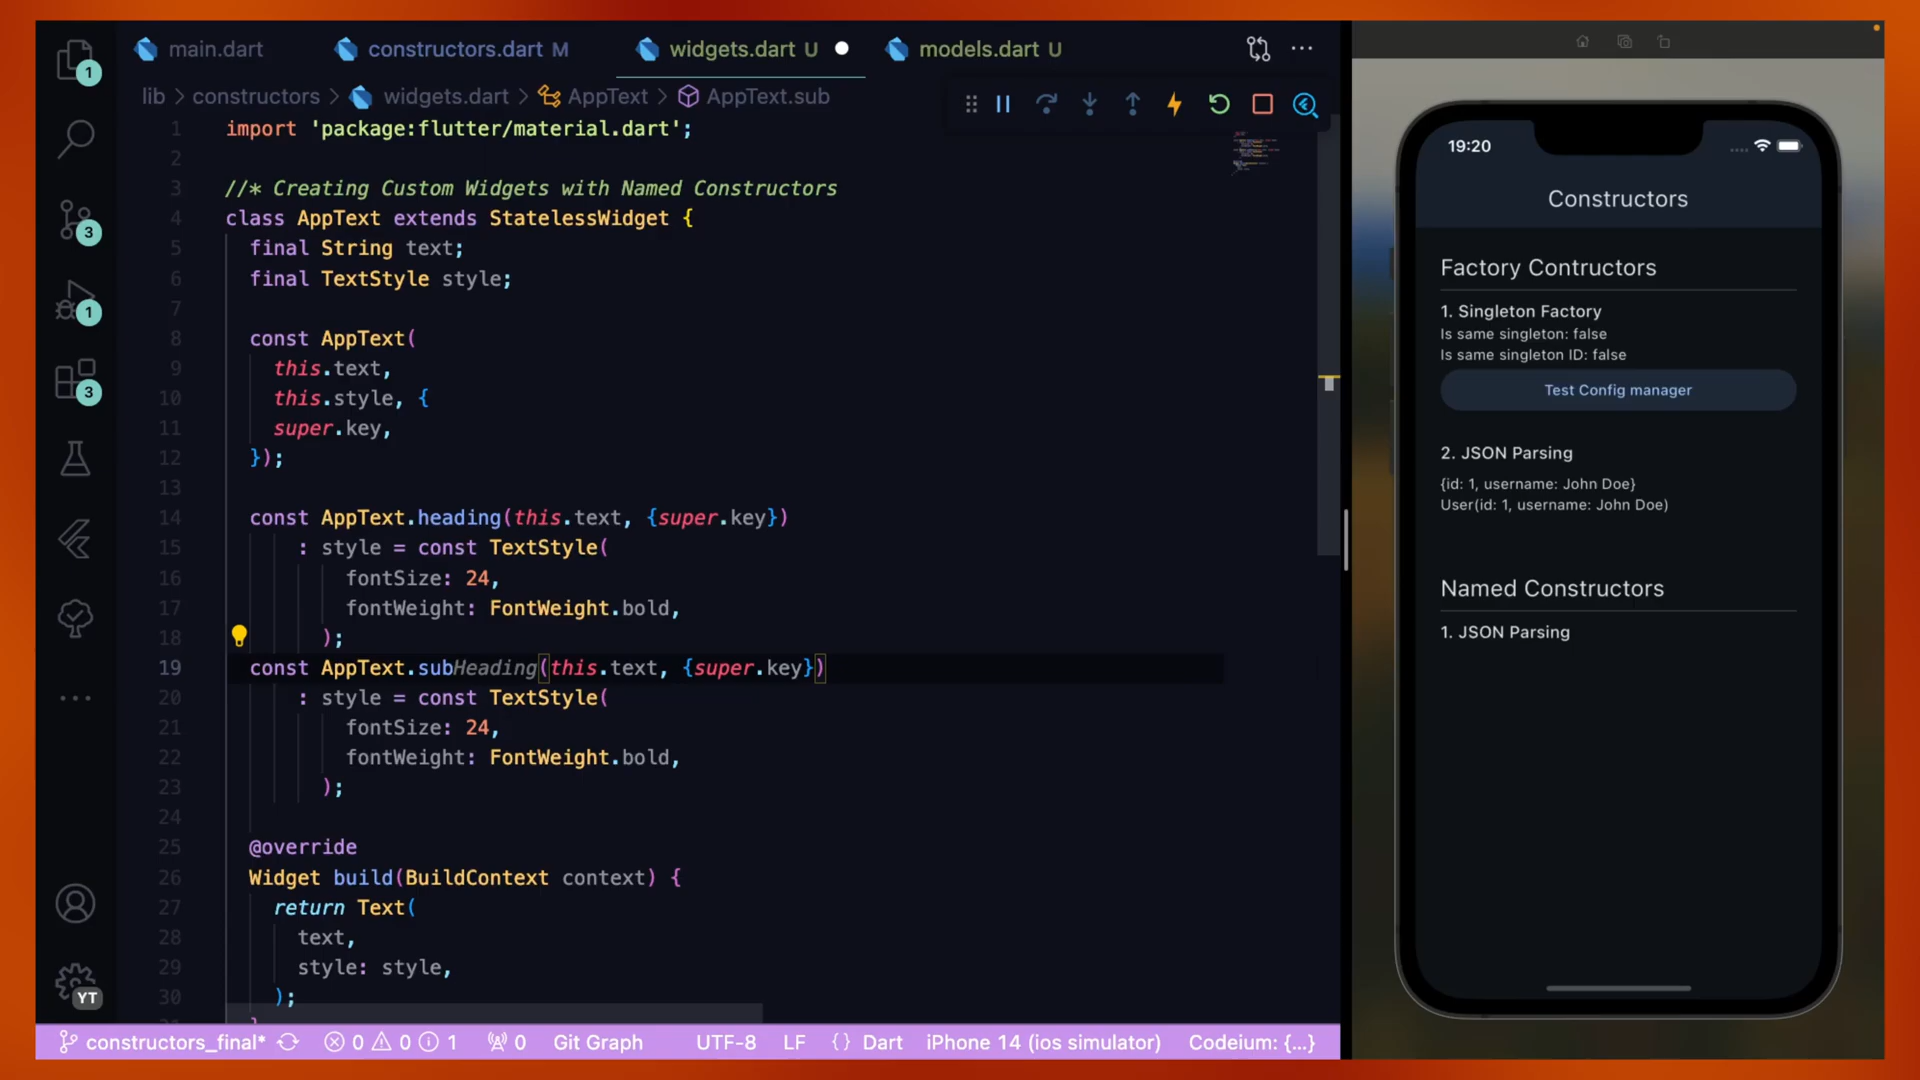 main.dart
constructors.dart M
widgets.dart U
models.dart U
lib > constructors > widgets.dart > AppText > AppText.sub
1 import 'package:flutter/material.dart';
2
3 //* Creating Custom Widgets with Named Constructors
4 class AppText extends StatelessWidget {
5 final String text;
6 final TextStyle style;
7
8 const AppText(
9 this.text,
10 this.style, {
11 super.key,
12 });
13
14 const AppText.heading(this.text, {super.key})
15 : style = const TextStyle(
16 fontSize: 24,
17 fontWeight: FontWeight.bold,
18 );
19 const AppText.subHeading(this.text, {super.key})
20 : style = const TextStyle(
21 fontSize: 24,
22 fontWeight: FontWeight.bold,
23 );
24
25 @override
26 Widget build(BuildContext context) {
27 return Text(
28 text,
29 style: style,
30 );
1
3
1
3
YT
constructors_final* 0 0 1 0 Git Graph UTF-8 LF {} Dart iPhone 14 (ios simulator) Codeium: {...}
19:20
Constructors
Factory Contructors
1. Singleton Factory
Is same singleton: false
Is same singleton ID: false
Test Config manager
2. JSON Parsing
{id: 1, username: John Doe}
User(id: 1, username: John Doe)
Named Constructors
1. JSON Parsing